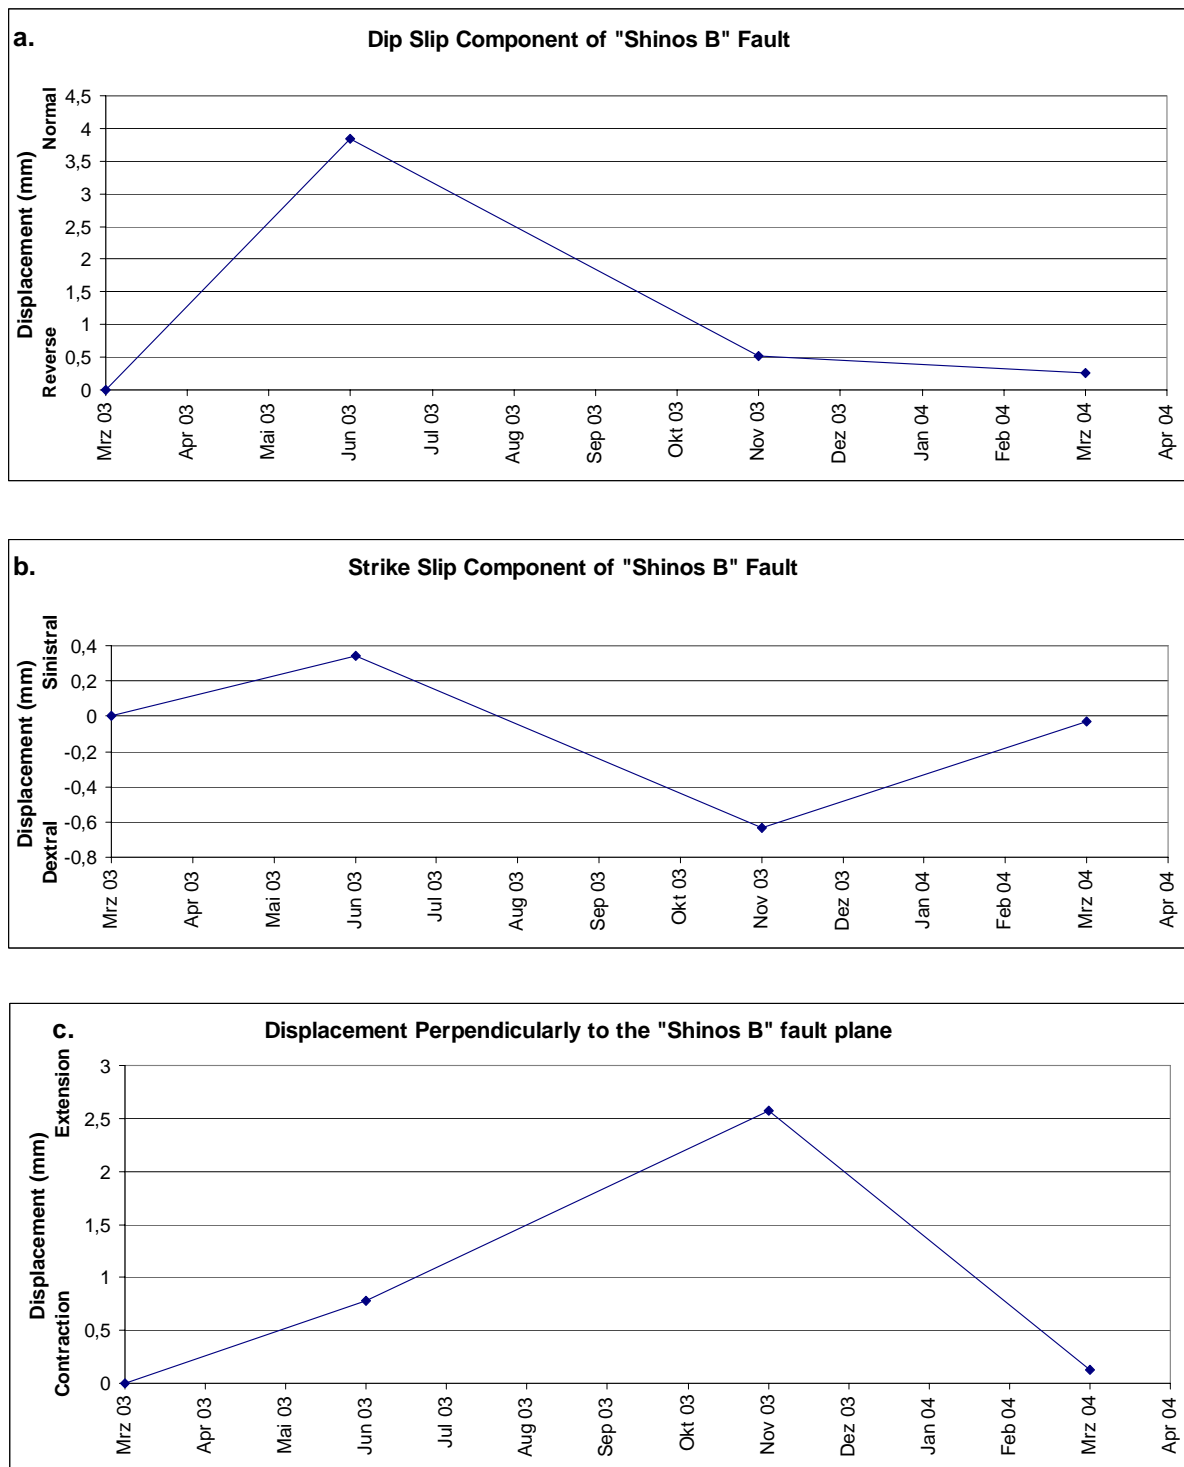 a.
Dip Slip Component of "Shinos B" Fault
Displacement (mm)
Reverse
Normal
4,5
4
3,5
3
2,5
2
1,5
1
0,5
0
Mrz 03
Apr 03
Mai 03
Jun 03
Jul 03
Aug 03
Sep 03
Okt 03
Nov 03
Dez 03
Jan 04
Feb 04
Mrz 04
Apr 04
b.
Strike Slip Component of "Shinos B" Fault
Displacement (mm)
Dextral
Sinistral
0,4
0,2
0
-0,2
-0,4
-0,6
-0,8
Mrz 03
Apr 03
Mai 03
Jun 03
Jul 03
Aug 03
Sep 03
Okt 03
Nov 03
Dez 03
Jan 04
Feb 04
Mrz 04
Apr 04
c.
Displacement Perpendicularly to the "Shinos B" fault plane
Displacement (mm)
Contraction
Extension
3
2,5
2
1,5
1
0,5
0
Mrz 03
Apr 03
Mai 03
Jun 03
Jul 03
Aug 03
Sep 03
Okt 03
Nov 03
Dez 03
Jan 04
Feb 04
Mrz 04
Apr 04